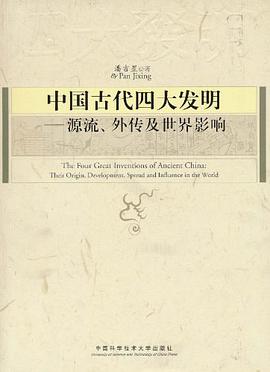 潘吉星 著
Pan Jixing
中国古代四大发明
——源流、外传及世界影响
The Four Great Inventions of Ancient China:
Their Origin, Development, Spread and Influence in the World
中国科学技术大学出版社
University of Science and Technology of China Press